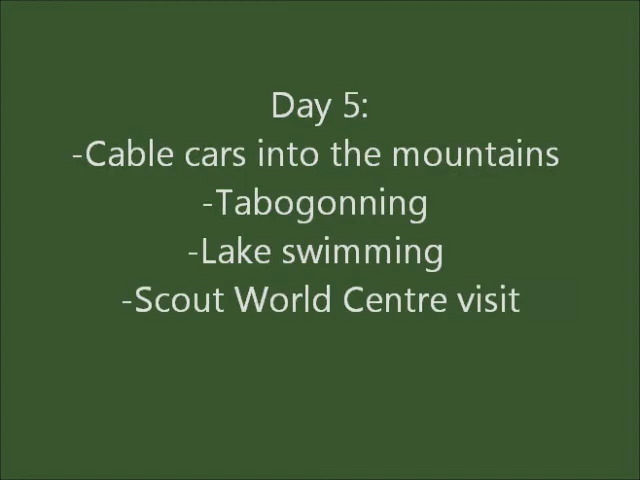 Day 5:
-Cable cars into the mountains
-Tabogonning
-Lake swimming
-Scout World Centre visit